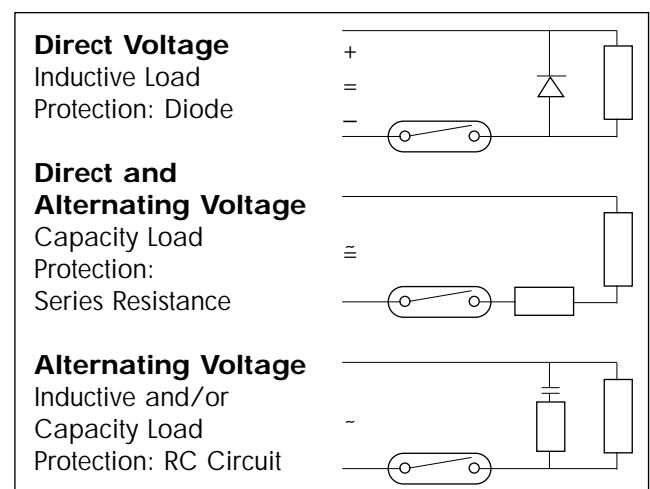 Direct Voltage
Inductive Load
Protection: Diode
+
=
−
Direct and
Alternating Voltage
Capacity Load
Protection:
Series Resistance
≂
Alternating Voltage
Inductive and/or
Capacity Load
Protection: RC Circuit
~